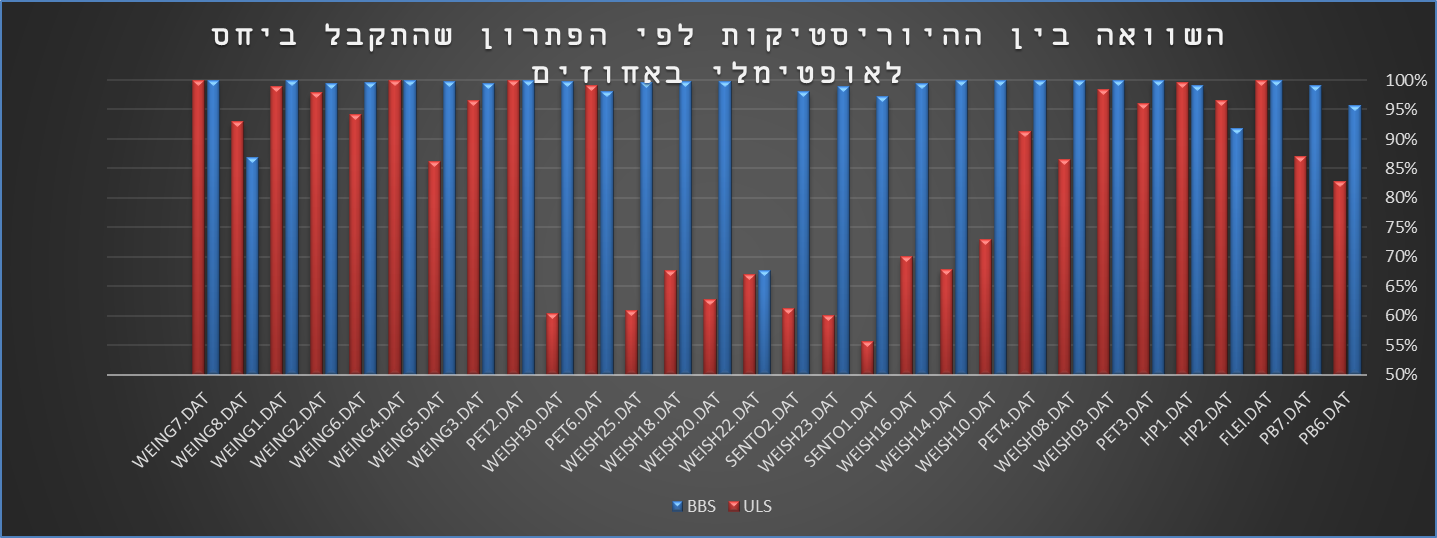 השוואה בין ההיוריסטיקות לפי הפתרון שהתקבל ביחס
לאופטימלי באחוזים
100%
95%
90%
85%
80%
75%
70%
65%
60%
55%
50%
WEING7.DAT
WEING8.DAT
WEING1.DAT
WEING2.DAT
WEING6.DAT
WEING4.DAT
WEING5.DAT
WEING3.DAT
PET2.DAT
WEISH30.DAT
PET6.DAT
WEISH25.DAT
WEISH18.DAT
WEISH20.DAT
WEISH22.DAT
SENTO2.DAT
WEISH23.DAT
SENTO1.DAT
WEISH16.DAT
WEISH14.DAT
WEISH10.DAT
PET4.DAT
WEISH08.DAT
WEISH03.DAT
PET3.DAT
HP1.DAT
HP2.DAT
FLEI.DAT
PB7.DAT
PB6.DAT
BBS ULS